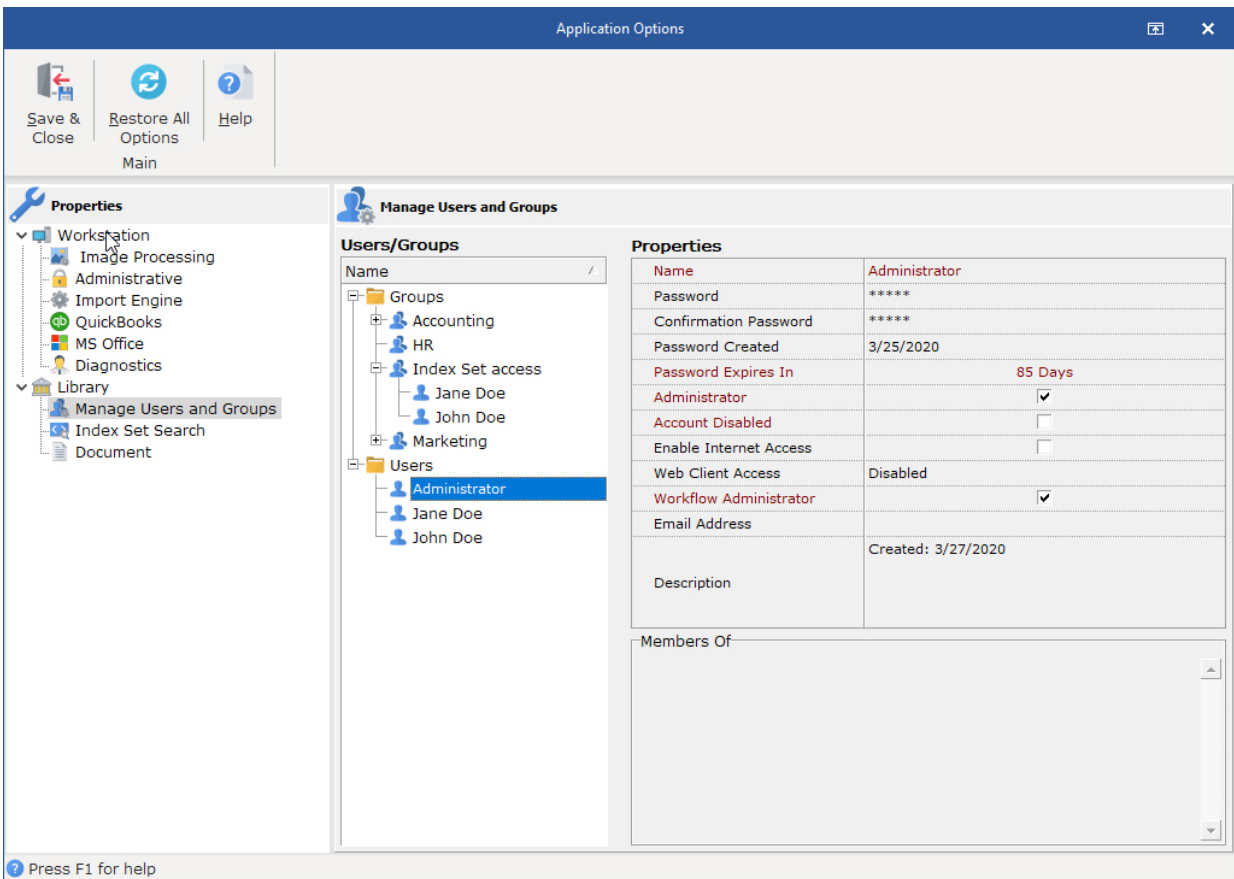 Application Options
Save &
Close
Restore All
Options
Help
Main
Properties
Workstation
Image Processing
Administrative
Import Engine
QuickBooks
MS Office
Diagnostics
Library
Manage Users and Groups
Index Set Search
Document
Manage Users and Groups
Users/Groups
Name
Groups
Accounting
HR
Index Set access
Jane Doe
John Doe
Marketing
Users
Administrator
Jane Doe
John Doe
Properties
Name Administrator
Password *****
Confirmation Password *****
Password Created 3/25/2020
Password Expires In 85 Days
Administrator
Account Disabled
Enable Internet Access
Web Client Access Disabled
Workflow Administrator
Email Address
Created: 3/27/2020
Description
Members Of
Press F1 for help